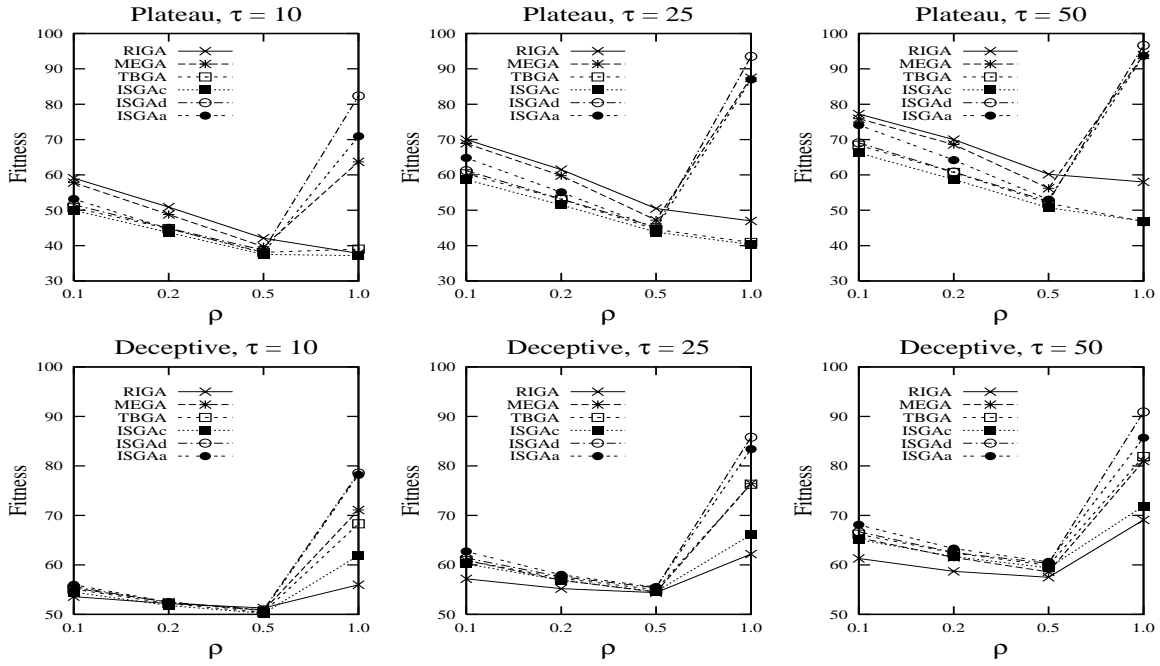 Plateau, τ = 10
Fitness
100
90
80
70
60
50
40
30
RIGA
MEGA
TBGA
ISGAc
ISGAd
ISGAa
0.1 0.2 0.5 1.0
ρ
Plateau, τ = 25
Fitness
100
90
80
70
60
50
40
30
RIGA
MEGA
TBGA
ISGAc
ISGAd
ISGAa
0.1 0.2 0.5 1.0
ρ
Plateau, τ = 50
Fitness
100
90
80
70
60
50
40
30
RIGA
MEGA
TBGA
ISGAc
ISGAd
ISGAa
0.1 0.2 0.5 1.0
ρ
Deceptive, τ = 10
Fitness
100
90
80
70
60
50
RIGA
MEGA
TBGA
ISGAc
ISGAd
ISGAa
0.1 0.2 0.5 1.0
ρ
Deceptive, τ = 25
Fitness
100
90
80
70
60
50
RIGA
MEGA
TBGA
ISGAc
ISGAd
ISGAa
0.1 0.2 0.5 1.0
ρ
Deceptive, τ = 50
Fitness
100
90
80
70
60
50
RIGA
MEGA
TBGA
ISGAc
ISGAd
ISGAa
0.1 0.2 0.5 1.0
ρ